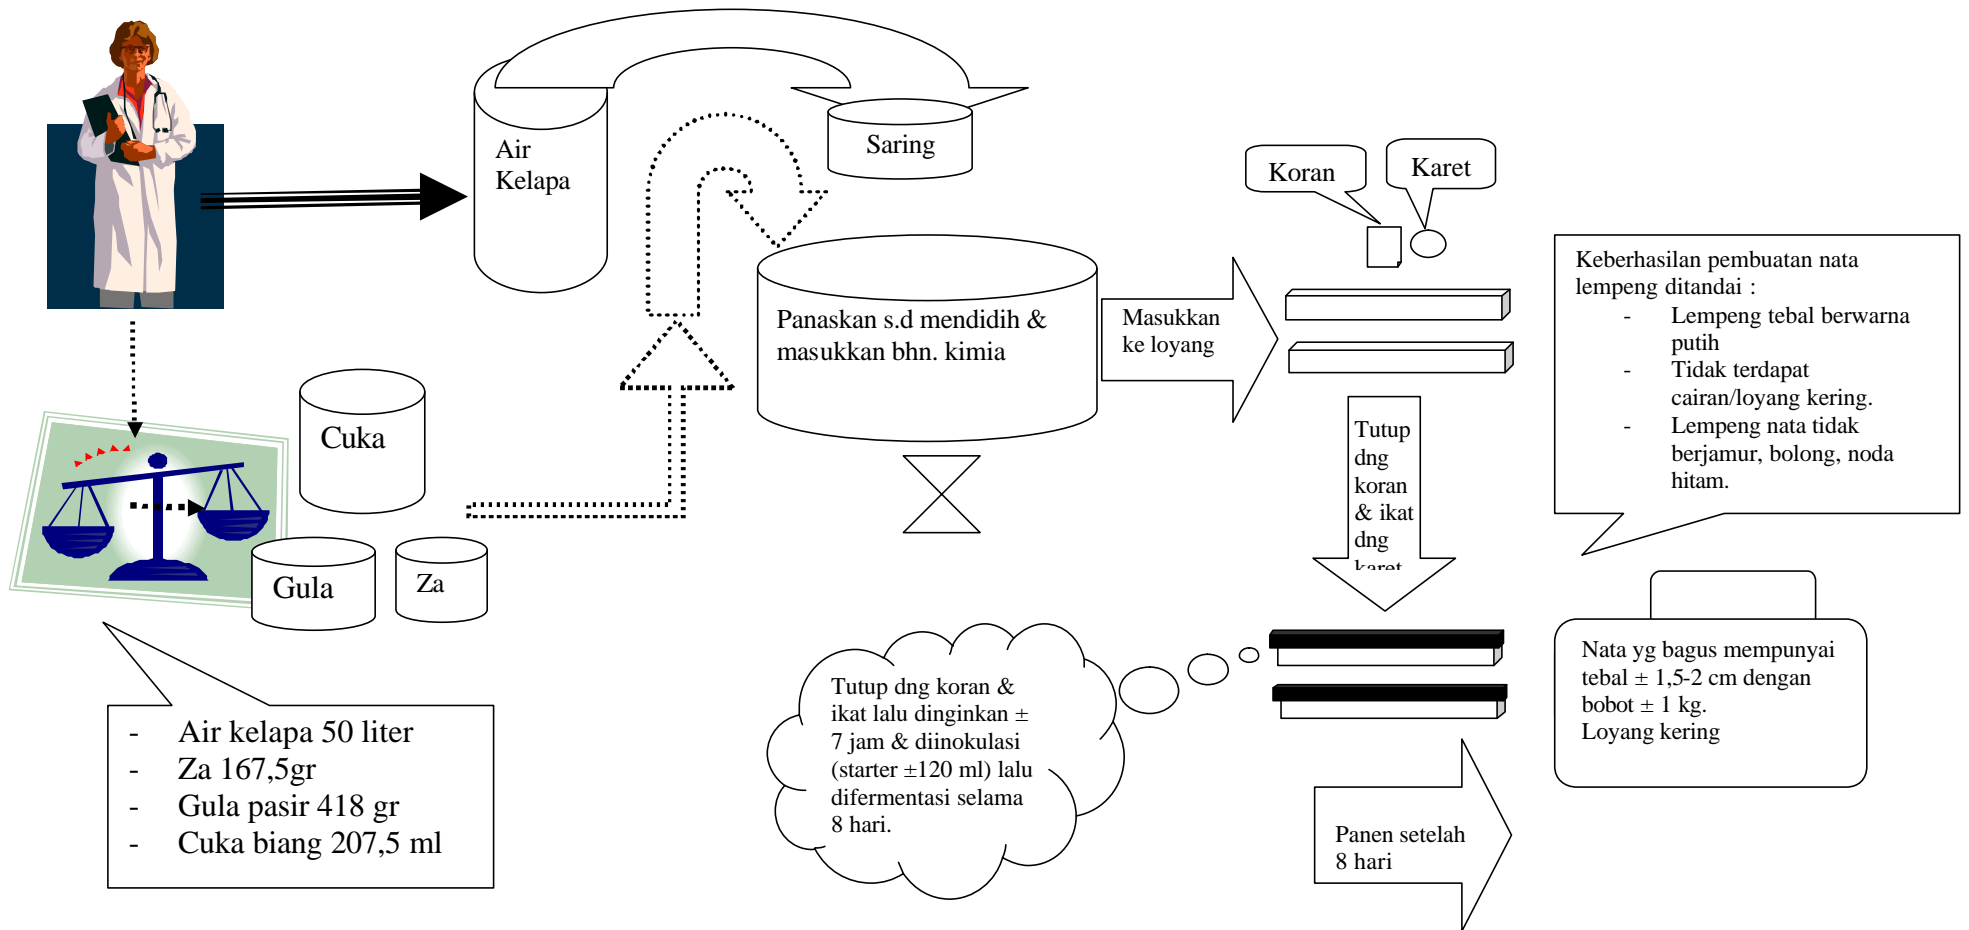 Air
Kelapa
Saring
Koran
Karet
Panaskan s.d mendidih &
masukkan bhn. kimia
Masukkan
ke loyang
Keberhasilan pembuatan nata
lempeng ditandai :
- Lempeng tebal berwarna
putih
- Tidak terdapat
cairan/loyang kering.
- Lempeng nata tidak
berjamur, bolong, noda
hitam.
Cuka
Gula
Za
Tutup
dng
koran
& ikat
dng
karet
- Air kelapa 50 liter
- Za 167,5gr
- Gula pasir 418 gr
- Cuka biang 207,5 ml
Tutup dng koran &
ikat lalu dinginkan ±
7 jam & diinokulasi
(starter ±120 ml) lalu
difermentasi selama
8 hari.
Nata yg bagus mempunyai
tebal ± 1,5-2 cm dengan
bobot ± 1 kg.
Loyang kering
Panen setelah
8 hari